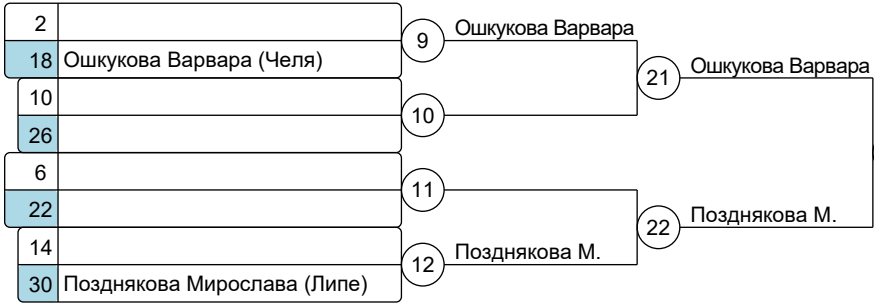 2
9
Ошкукова Варвара
18 Ошкукова Варвара (Челя)
21
Ошкукова Варвара
10
10
26
6
11
22
22
Позднякова М.
14
12
Позднякова М.
30 Позднякова Мирослава (Липе)